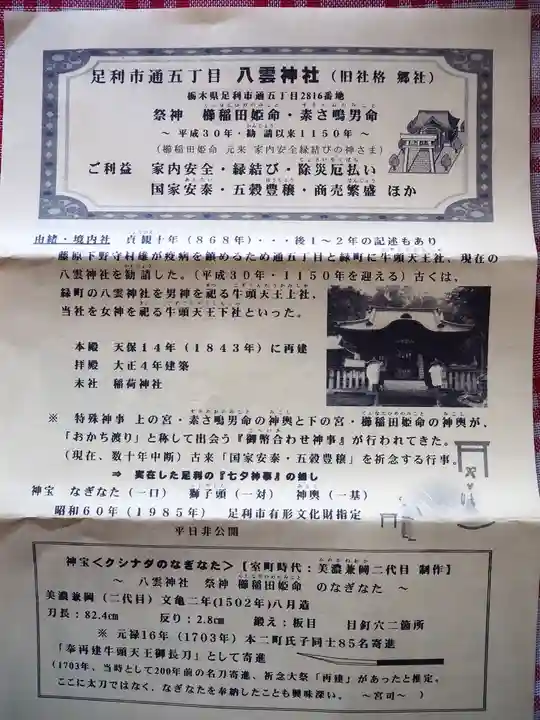 足利市通五丁目 八雲神社（旧社格 郷社）
栃木県足利市通五丁目2816番地
祭神 櫛稲田姫命・素さ鳴男命
～ 平成30年・勧請以来1150年 ～
（櫛稲田姫命 元来 家内安全縁結びの神さま）
ご利益 家内安全・縁結び・除災厄払い
国家安泰・五穀豊穣・商売繁盛 ほか
由緒・境内社 貞観十年（868年）・・・後1～2年の記述もあり
藤原下野守村雄が疫病を鎮めるため通五丁目と緑町に牛頭天王社、現在の
八雲神社を勧請した。（平成30年・1150年を迎える）古くは、
緑町の八雲神社を男神を祀る牛頭天王上社、
当社を女神を祀る牛頭天王下社といった。
本殿 天保14年（1843年）に再建
拝殿 大正4年建築
末社 稲荷神社
※ 特殊神事 上の宮・素さ鳴男命の神輿と下の宮・櫛稲田姫命の神輿が、
「おかち渡り」と称して出会う『御幣合わせ神事』が行われてきた。
（現在、数十年中断）古来「国家安泰・五穀豊穣」を祈念する行事。
⇒ 実在した足利の『七夕神事』の催し
神宝 なぎなた（一口） 獅子頭（一対） 神輿（一基）
昭和60年（1985年） 足利市有形文化財指定
平日非公開
神宝＜クシナダのなぎなた＞【室町時代：美濃兼圀二代目 制作】
～ 八雲神社 祭神 櫛稲田姫命 のなぎなた ～
美濃兼圀（二代目）文亀二年(1502年)八月造
刃長：82.4㎝ 反り：2.8㎝ 鍛え：板目 目釘穴二箇所
※ 元禄16年（1703年）本二町氏子同士85名寄進
「奉再建牛頭天王御長刀」として寄進
（1703年、当時として200年前の名刀寄進、祈念大祭「再建」があったと推定。
ここに太刀ではなく、なぎなたを奉納したことも興味深い。 ～宮司～ ）